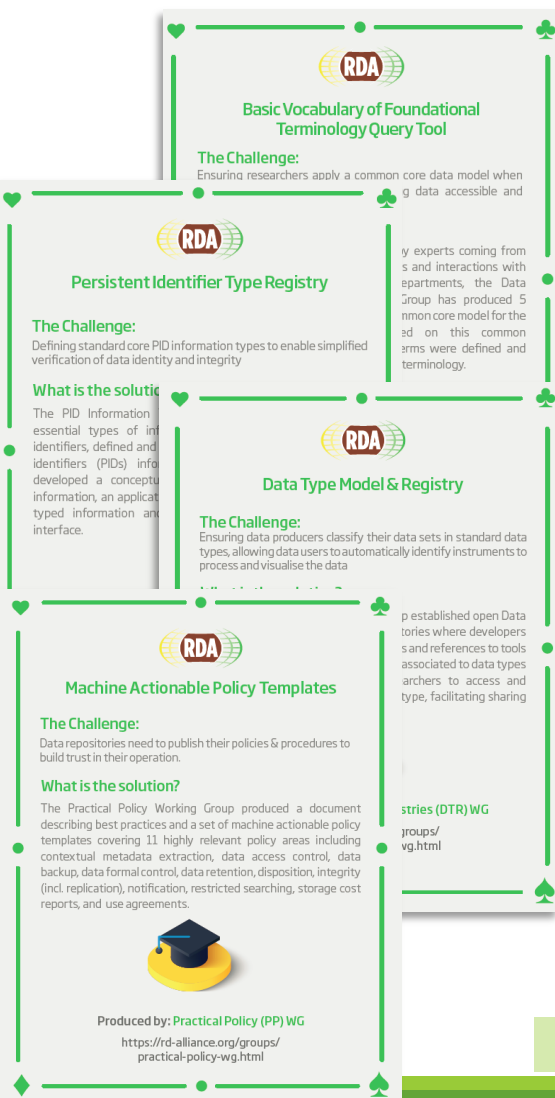 RDA
Basic Vocabulary of Foundational
Terminology Query Tool
The Challenge:
Ensuring researchers apply a common core data model when
g data accessible and
y experts coming from
s and interactions with
epartments, the Data
Group has produced 5
mmon core model for the
ed on this common
erms were defined and
terminology.
RDA
Persistent Identifier Type Registry
The Challenge:
Defining standard core PID information types to enable simplified
verification of data identity and integrity
What is the solutio
The PID Information
essential types of inf
identifiers, defined and
identifiers (PIDs) info
developed a conceptu
information, an applicat
typed information and
interface.
RDA
Data Type Model & Registry
The Challenge:
Ensuring data producers classify their data sets in standard data
types, allowing data users to automatically identify instruments to
process and visualise the data
p established open Data
tories where developers
s and references to tools
associated to data types
archers to access and
type, facilitating sharing
stries (DTR) WG
groups/
wg.html
RDA
Machine Actionable Policy Templates
The Challenge:
Data repositories need to publish their policies & procedures to
build trust in their operation.
What is the solution?
The Practical Policy Working Group produced a document
describing best practices and a set of machine actionable policy
templates covering 11 highly relevant policy areas including
contextual metadata extraction, data access control, data
backup, data formal control, data retention, disposition, integrity
(incl. replication), notification, restricted searching, storage cost
reports, and use agreements.
Produced by: Practical Policy (PP) WG
https://rd-alliance.org/groups/
practical-policy-wg.html